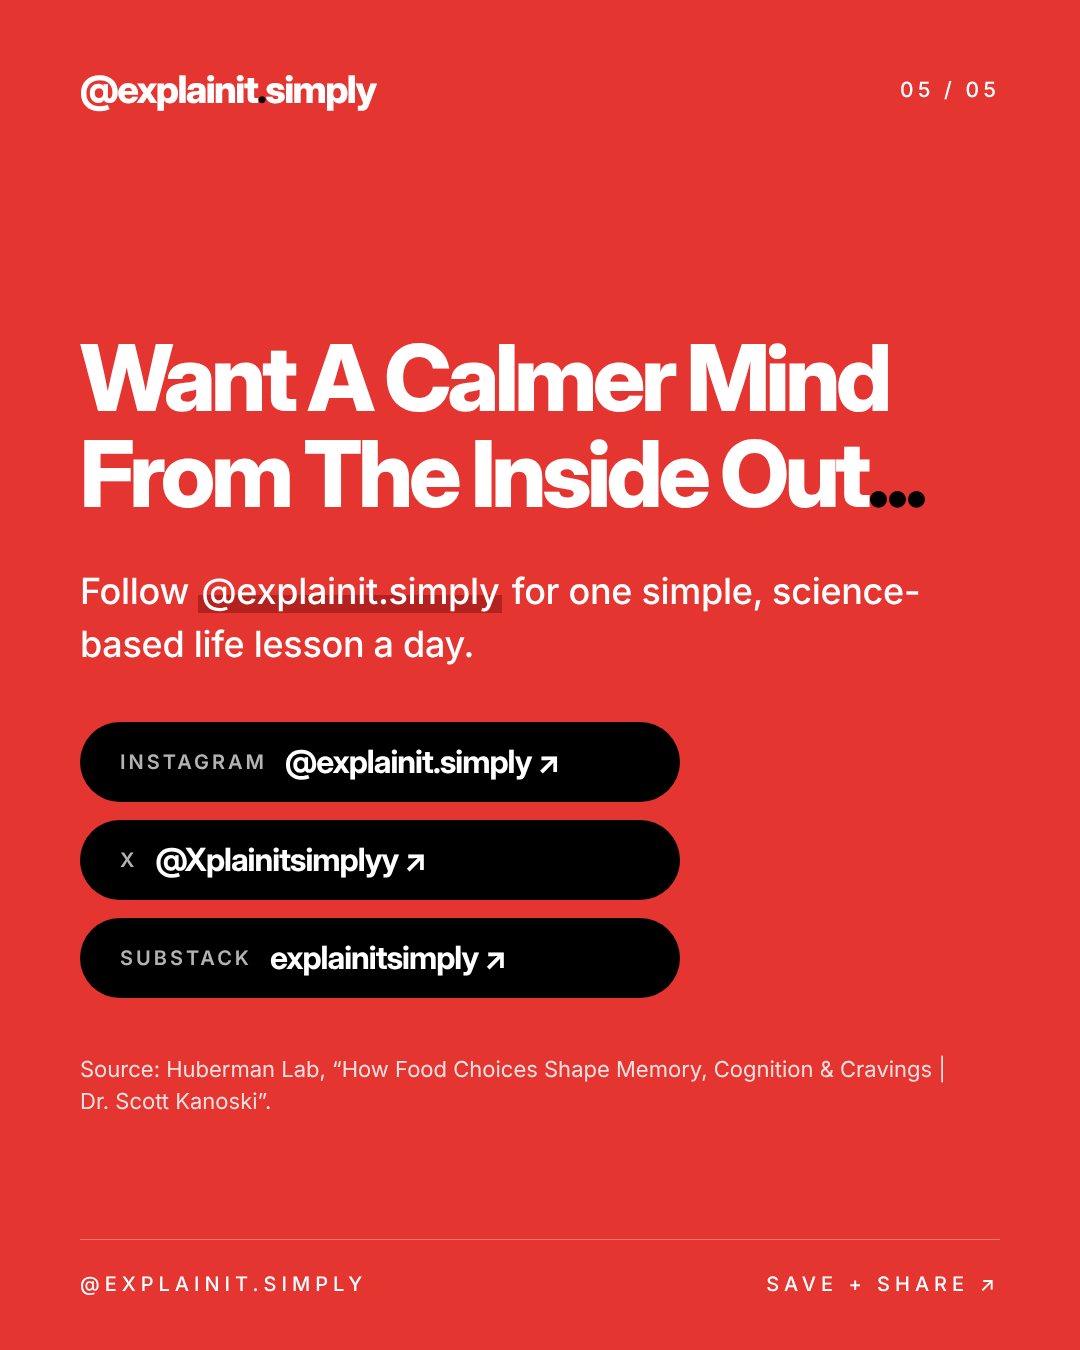 @explainit.simply
05 / 05
Want A Calmer Mind
From The Inside Out...
Follow @explainit.simply for one simple, science-
based life lesson a day.
INSTAGRAM @explainit.simply ↗
X @Xplainitsimplyy ↗
SUBSTACK explainitsimply ↗
Source: Huberman Lab, “How Food Choices Shape Memory, Cognition & Cravings |
Dr. Scott Kanoski”.
@EXPLAINIT.SIMPLY
SAVE + SHARE ↗